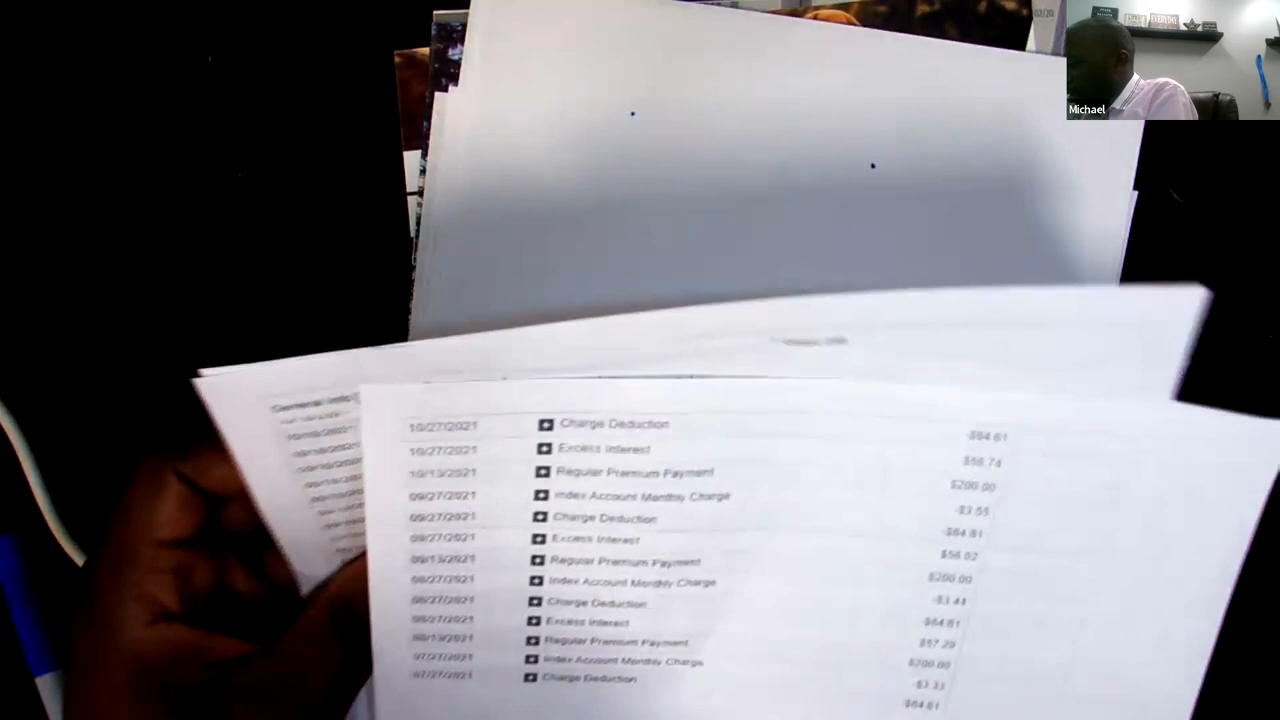 EVERYDAY
Michael
General Info
10/27/2021 Charge Deduction -$64.61
10/27/2021 Excess Interest $58.74
10/13/2021 Regular Premium Payment $200.00
09/27/2021 Index Account Monthly Charge -$3.55
09/27/2021 Charge Deduction -$64.61
09/27/2021 Excess Interest $56.02
09/13/2021 Regular Premium Payment $200.00
08/27/2021 Index Account Monthly Charge -$3.44
08/27/2021 Charge Deduction -$64.61
08/27/2021 Excess Interest $57.29
08/13/2021 Regular Premium Payment $200.00
07/27/2021 Index Account Monthly Charge -$3.33
07/27/2021 Charge Deduction -$64.61